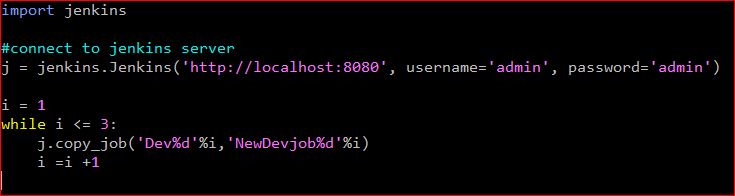 import jenkins
#connect to jenkins server
j = jenkins.Jenkins('http://localhost:8080', username='admin', password='admin')
i = 1
while i <= 3:
    j.copy_job('Dev%d'%i,'NewDevjob%d'%i)
    i =i +1